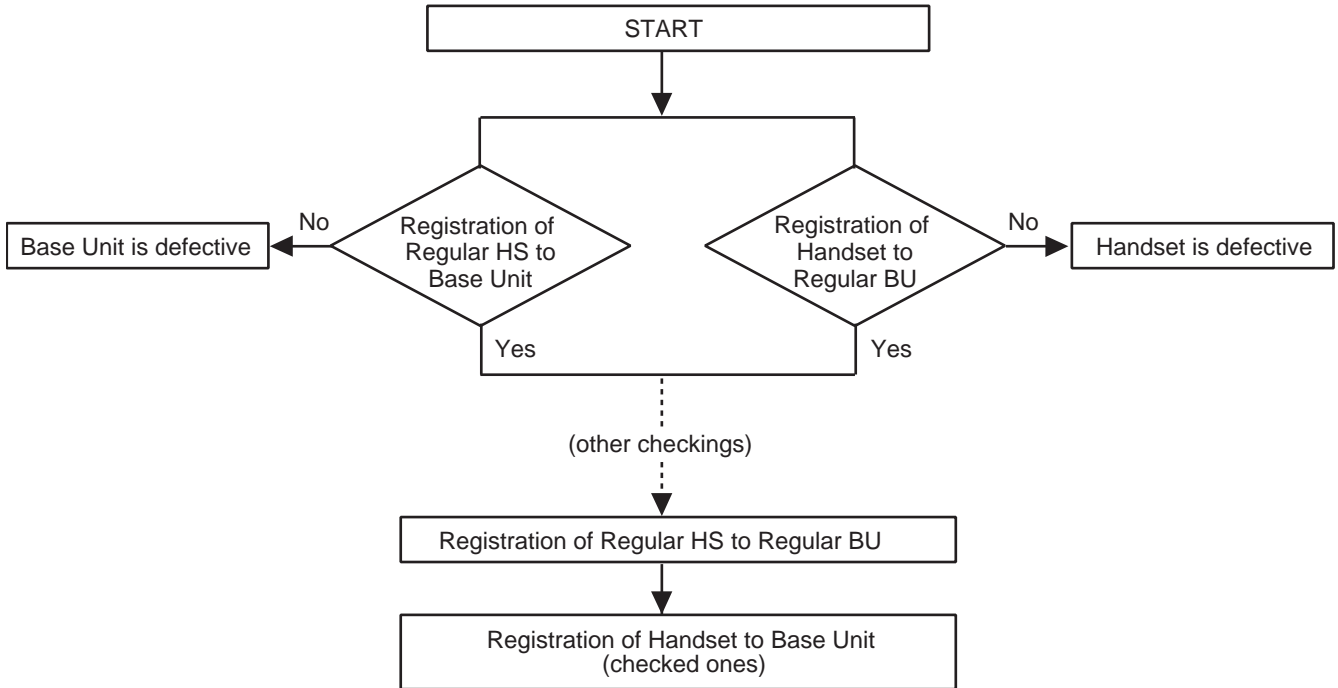 START
No
Registration of
Regular HS to
Base Unit
Registration of
Handset to
Regular BU
No
Base Unit is defective
Handset is defective
Yes
Yes
(other checkings)
Registration of Regular HS to Regular BU
Registration of Handset to Base Unit
(checked ones)